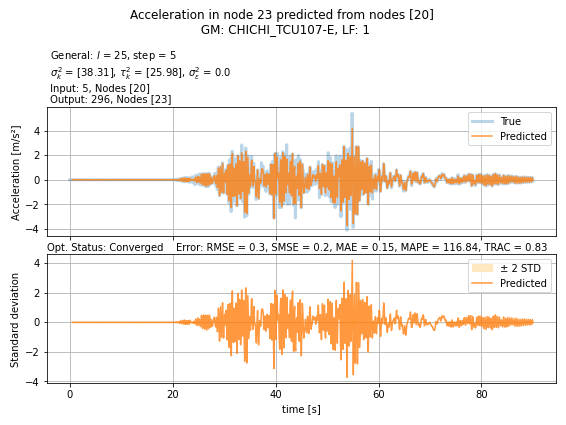 Acceleration in node 23 predicted from nodes [20]
GM: CHICHI_TCU107-E, LF: 1
General: l = 25, step = 5
σ²ₖ = [38.31], τ²ₖ = [25.98], σ²ε = 0.0
Input: 5, Nodes [20]
Output: 296, Nodes [23]
True
Predicted
Acceleration [m/s²]
4
2
0
−2
−4
Opt. Status: Converged    Error: RMSE = 0.3, SMSE = 0.2, MAE = 0.15, MAPE = 116.84, TRAC = 0.83
± 2 STD
Predicted
Standard deviation
4
2
0
−2
−4
0 20 40 60 80
time [s]